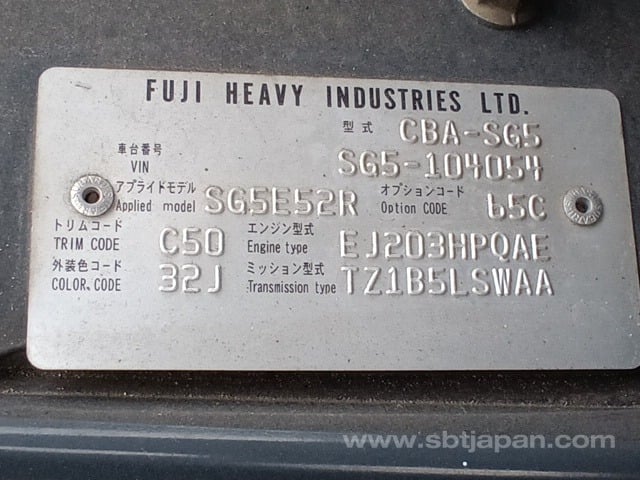 FUJI HEAVY INDUSTRIES LTD.
型式 CBA-SG5
車台番号 VIN SG5-104054
アプライドモデル Applied model SG5E52R オプションコード Option CODE 65C
トリムコード TRIM CODE C50 エンジン型式 Engine type EJ203HPQAE
外装色コード COLOR. CODE 32J ミッション型式 Transmission type TZ1B5LSWAA
www.sbtjapan.com